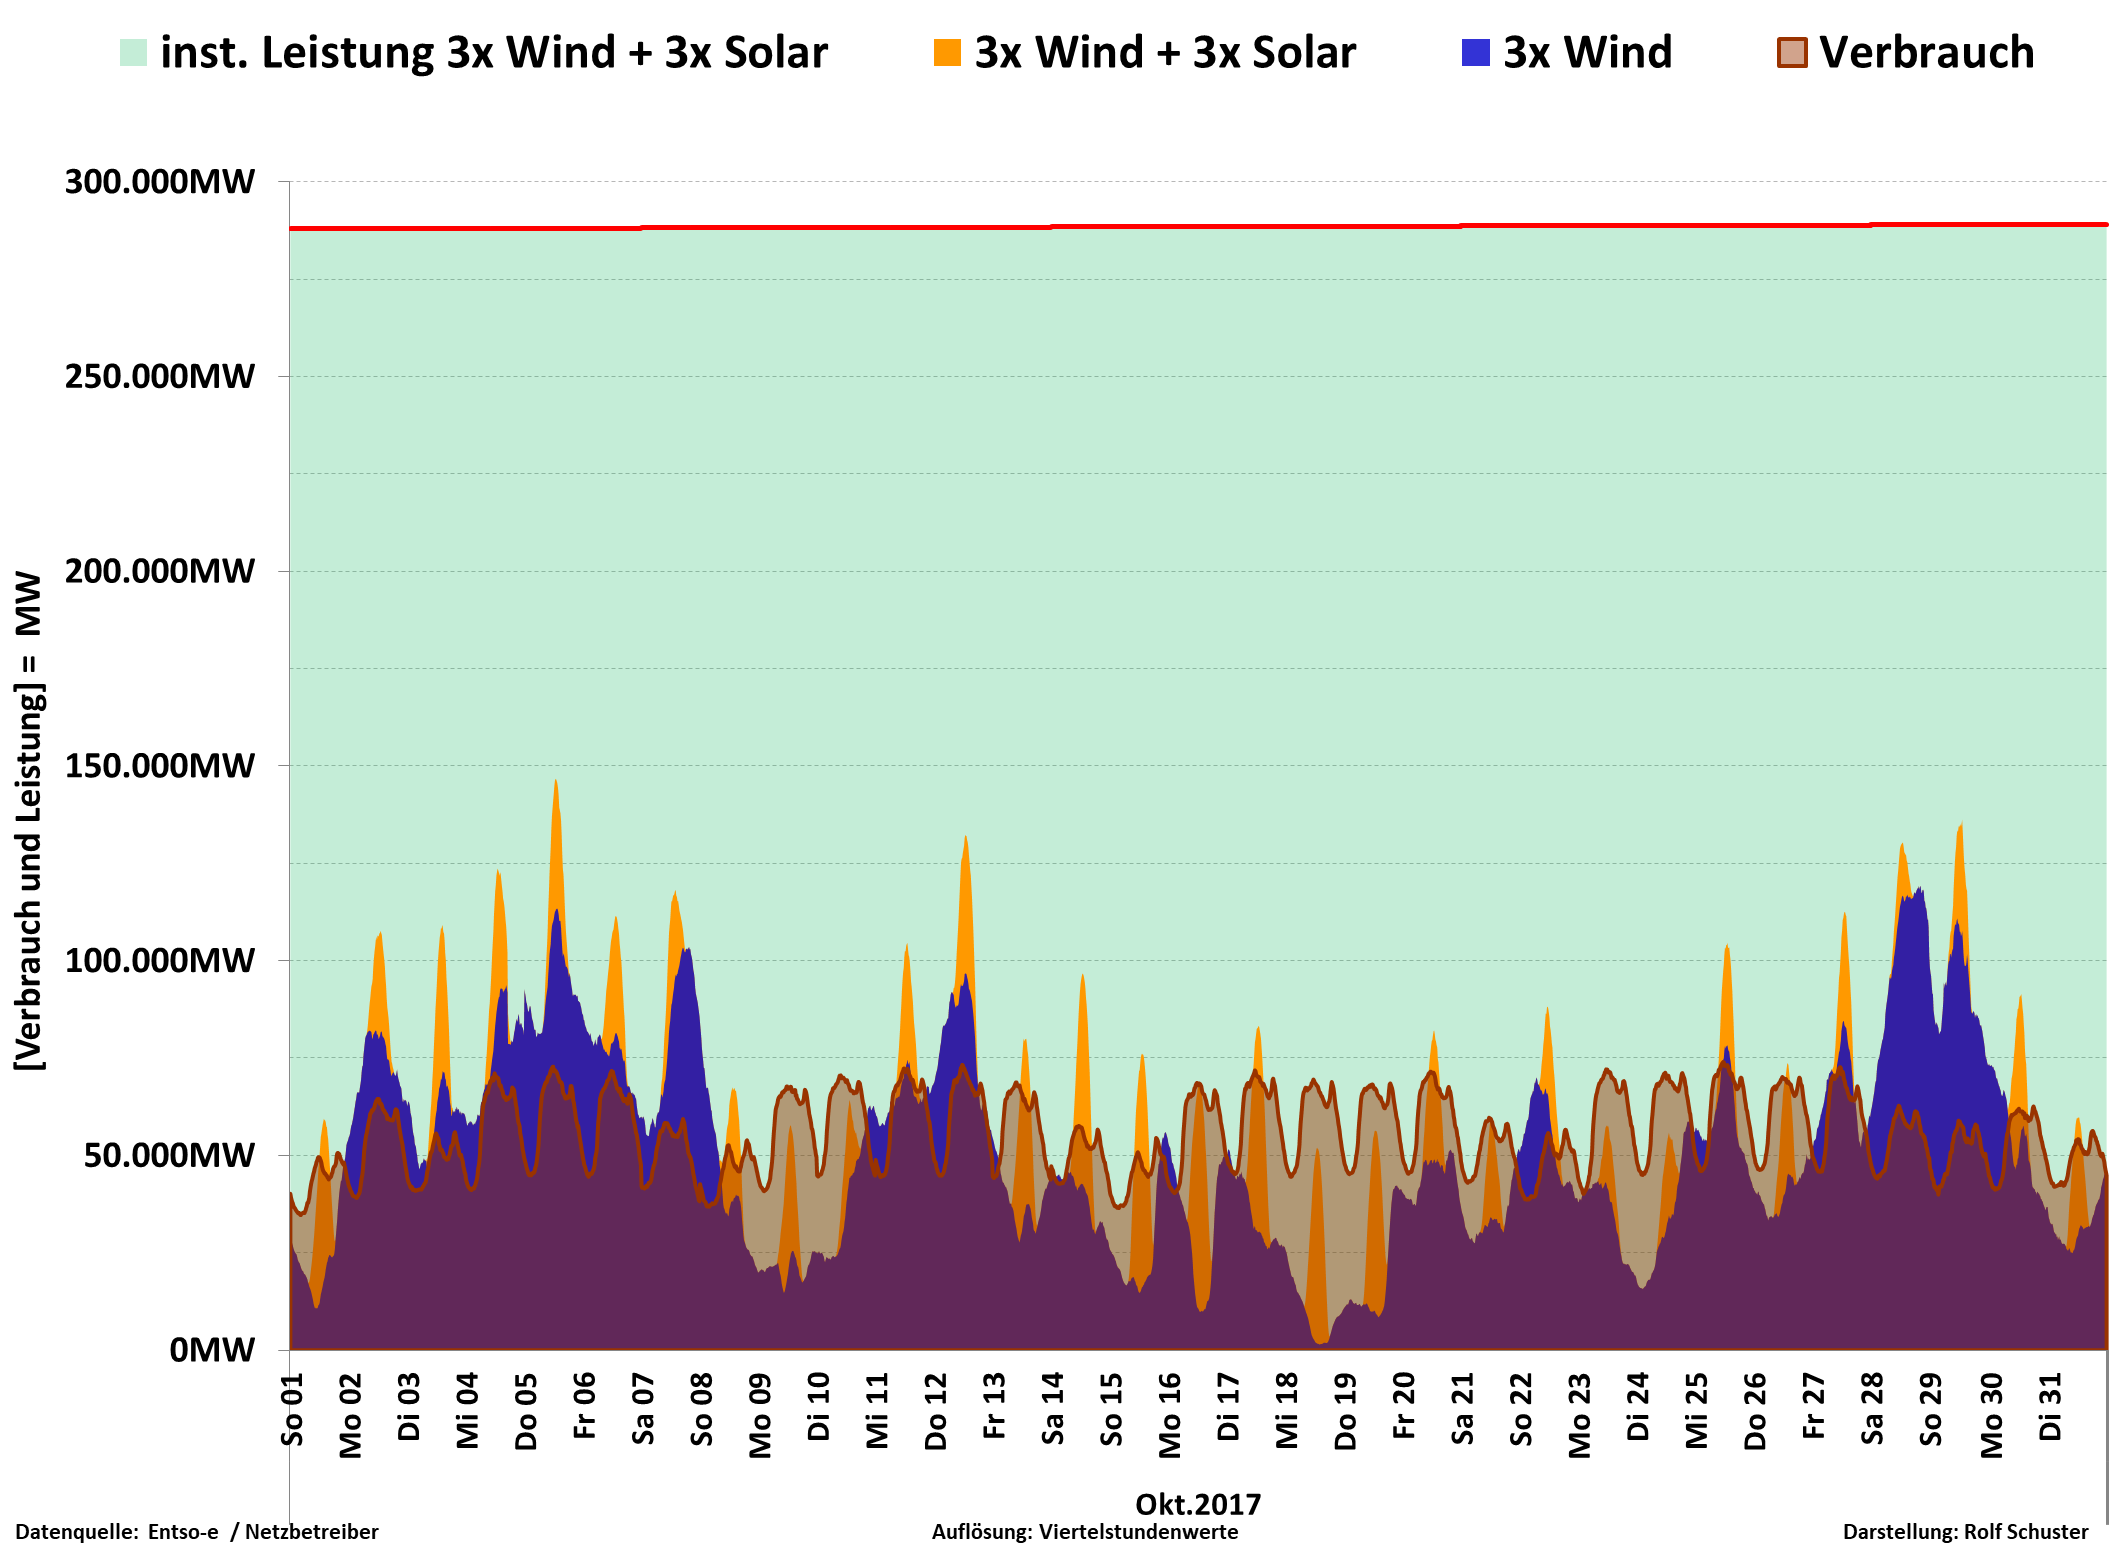 inst. Leistung 3x Wind + 3x Solar 3x Wind + 3x Solar 3x Wind Verbrauch
[Verbrauch und Leistung] = MW
300.000MW
250.000MW
200.000MW
150.000MW
100.000MW
50.000MW
0MW
So 01 Mo 02 Di 03 Mi 04 Do 05 Fr 06 Sa 07 So 08 Mo 09 Di 10 Mi 11 Do 12 Fr 13 Sa 14 So 15 Mo 16 Di 17 Mi 18 Do 19 Fr 20 Sa 21 So 22 Mo 23 Di 24 Mi 25 Do 26 Fr 27 Sa 28 So 29 Mo 30 Di 31
Okt.2017
Datenquelle: Entso-e / Netzbetreiber Auflösung: Viertelstundenwerte Darstellung: Rolf Schuster